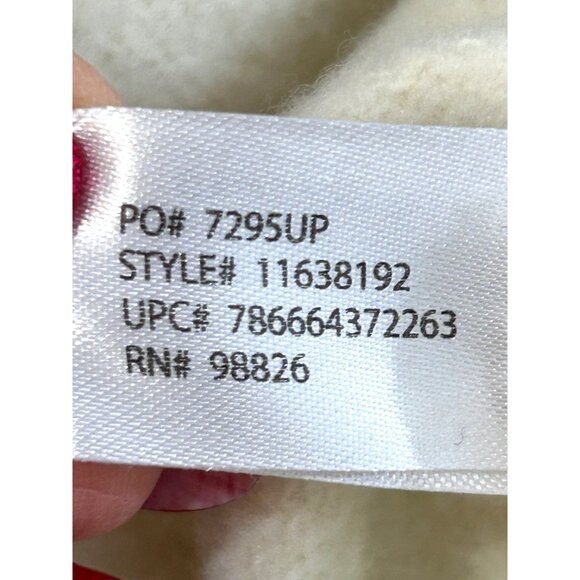 PO# 7295UP
STYLE# 11638192
UPC# 786664372263
RN# 98826